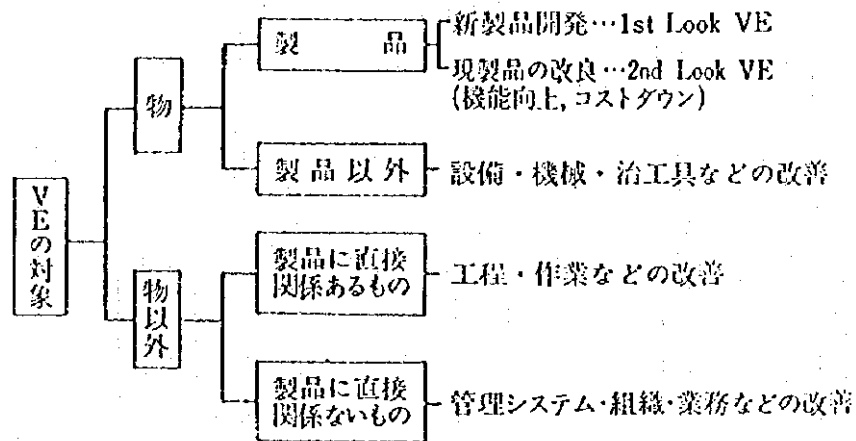 VEの対象
物
製品
新製品開発…1st Look VE
現製品の改良…2nd Look VE
(機能向上,コストダウン)
製品以外
設備・機械・治工具などの改善
物以外
製品に直接
関係あるもの
工程・作業などの改善
製品に直接
関係ないもの
管理システム・組織・業務などの改善